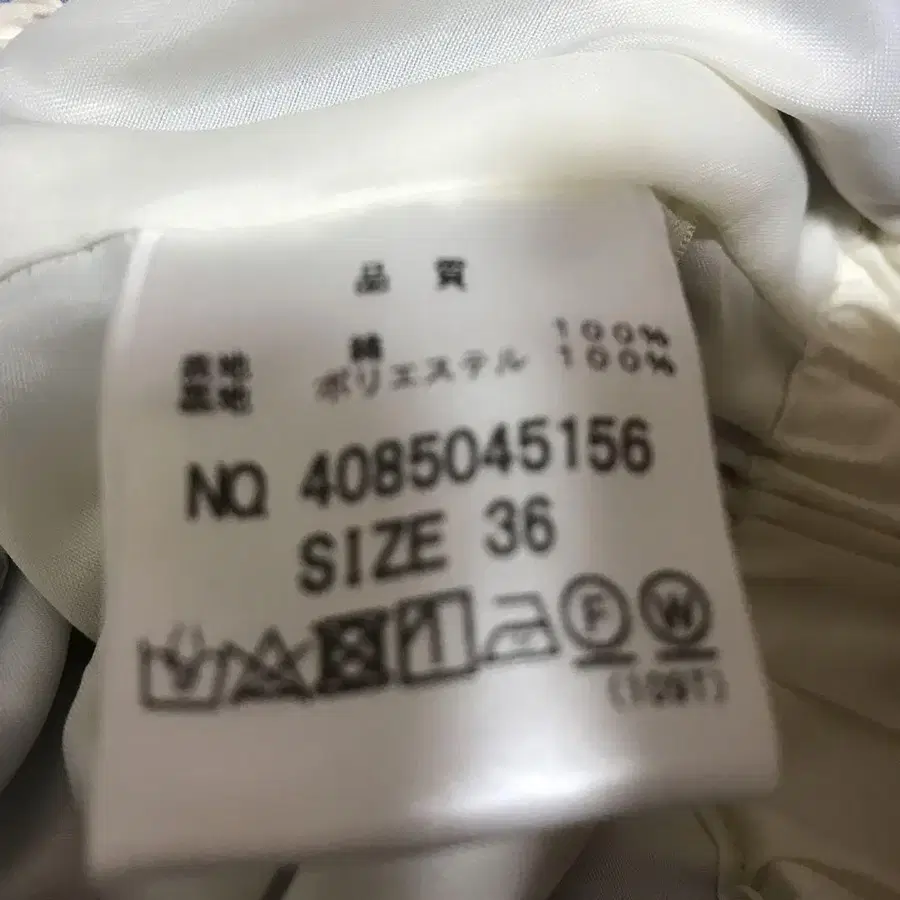 品 質
表地 綿 100%
裏地 ポリエステル 100%
NO 4085045156
SIZE 36
F W
(109T)